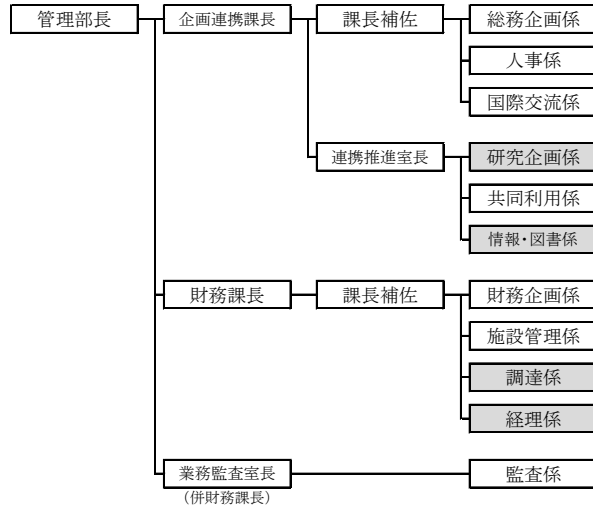 管理部長
企画連携課長
課長補佐
総務企画係
人事係
国際交流係
連携推進室長
研究企画係
共同利用係
情報・図書係
財務課長
課長補佐
財務企画係
施設管理係
調達係
経理係
業務監査室長
（併財務課長）
監査係